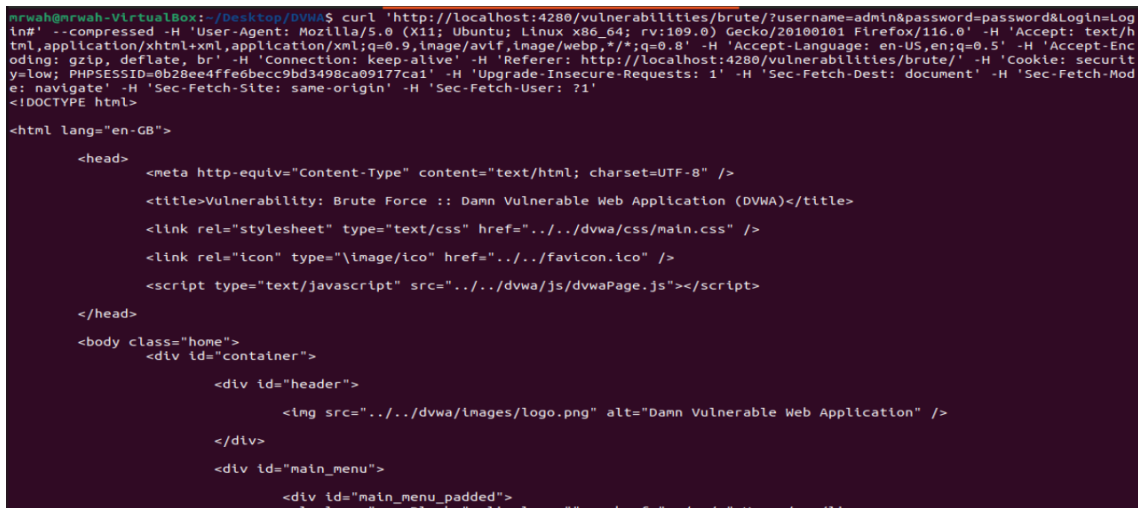 mrwah@mrwah-VirtualBox:~/Desktop/DVWA$ curl 'http://localhost:4280/vulnerabilities/brute/?username=admin&password=password&Login=Log
in#' --compressed -H 'User-Agent: Mozilla/5.0 (X11; Ubuntu; Linux x86_64; rv:109.0) Gecko/20100101 Firefox/116.0' -H 'Accept: text/h
tml,application/xhtml+xml,application/xml;q=0.9,image/avif,image/webp,*/*;q=0.8' -H 'Accept-Language: en-US,en;q=0.5' -H 'Accept-Enc
oding: gzip, deflate, br' -H 'Connection: keep-alive' -H 'Referer: http://localhost:4280/vulnerabilities/brute/' -H 'Cookie: securit
y=low; PHPSESSID=0b28ee4ffe6becc9bd3498ca09177ca1' -H 'Upgrade-Insecure-Requests: 1' -H 'Sec-Fetch-Dest: document' -H 'Sec-Fetch-Mod
e: navigate' -H 'Sec-Fetch-Site: same-origin' -H 'Sec-Fetch-User: ?1'
<!DOCTYPE html>
<html lang="en-GB">
<head>
<meta http-equiv="Content-Type" content="text/html; charset=UTF-8" />
<title>Vulnerability: Brute Force :: Damn Vulnerable Web Application (DVWA)</title>
<link rel="stylesheet" type="text/css" href="../../dvwa/css/main.css" />
<link rel="icon" type="\image/ico" href="../../favicon.ico" />
<script type="text/javascript" src="../../dvwa/js/dvwaPage.js"></script>
</head>
<body class="home">
<div id="container">
<div id="header">
<img src="../../dvwa/images/logo.png" alt="Damn Vulnerable Web Application" />
</div>
<div id="main_menu">
<div id="main_menu_padded">